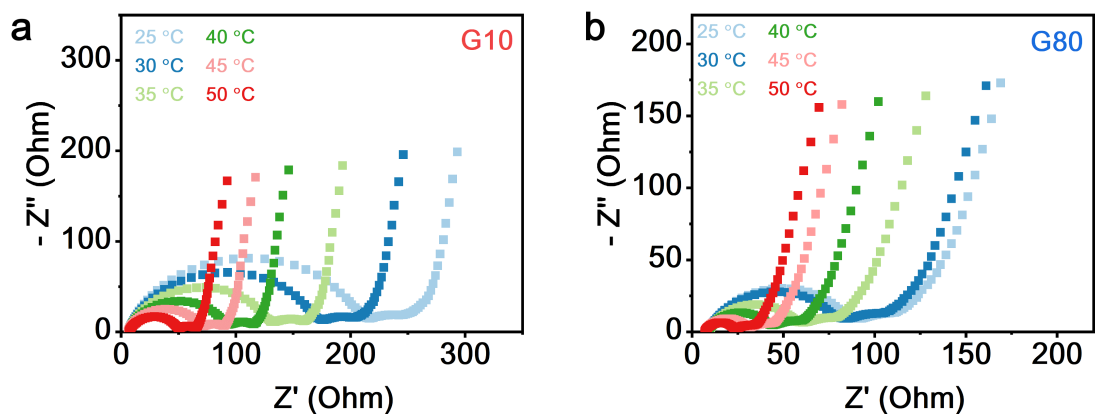 a
25 °C 40 °C
30 °C 45 °C
35 °C 50 °C
G10
300
200
100
0
0 100 200 300
- Z" (Ohm)
Z' (Ohm)
b
25 °C 40 °C
30 °C 45 °C
35 °C 50 °C
G80
200
150
100
50
0
0 50 100 150 200
- Z" (Ohm)
Z' (Ohm)